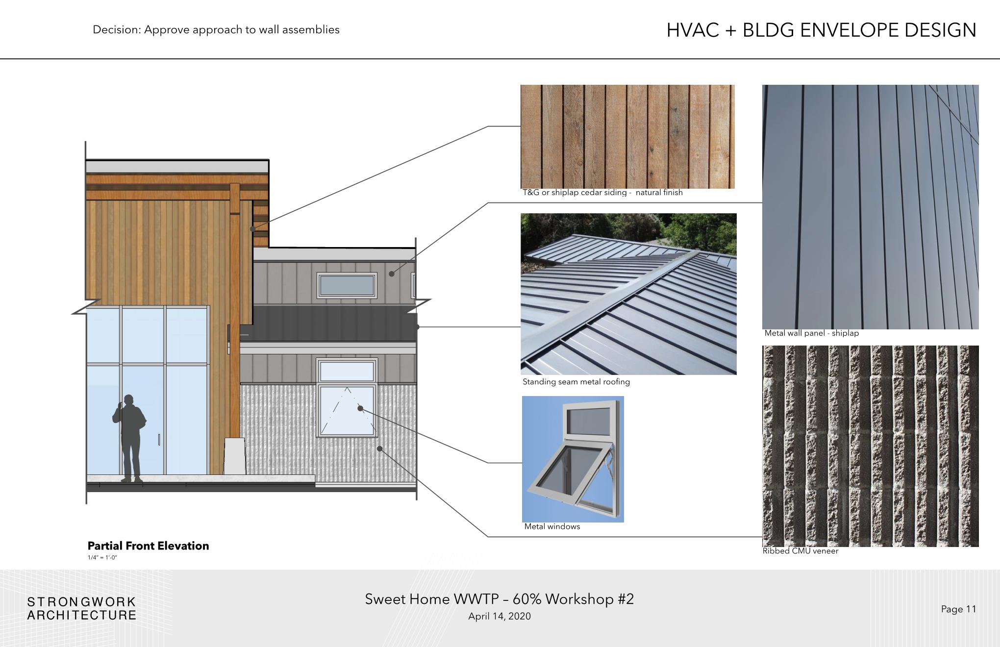 Decision: Approve approach to wall assemblies
HVAC + BLDG ENVELOPE DESIGN
T&G or shiplap cedar siding - natural finish
Standing seam metal roofing
Metal wall panel - shiplap
Metal windows
Ribbed CMU veneer
Partial Front Elevation
1/4” = 1’-0”
STRONGWORK
ARCHITECTURE
Sweet Home WWTP – 60% Workshop #2
April 14, 2020
Page 11